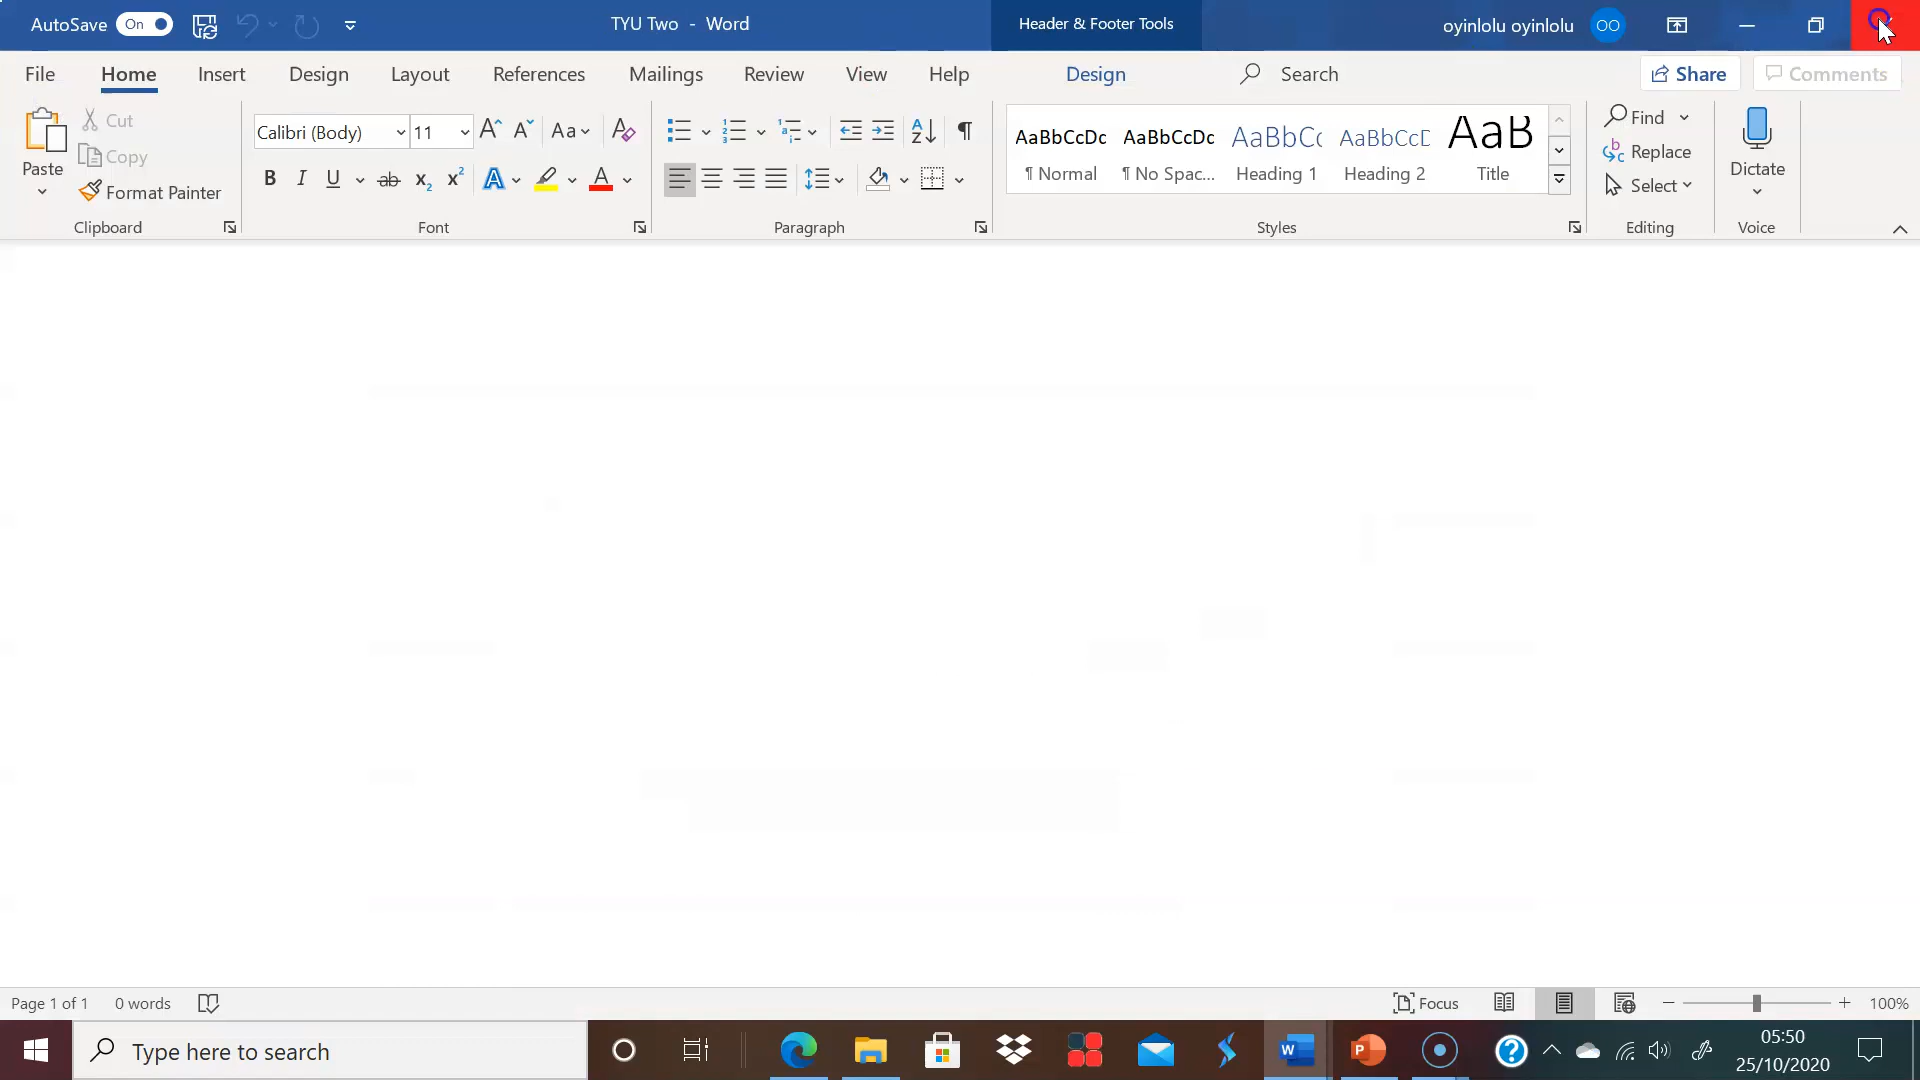 AutoSave On TYU Two - Word Header & Footer Tools oyinlolu oyinlolu OO
File Home Insert Design Layout References Mailings Review View Help Design Search Share Comments
Paste Cut Copy Format Painter
Clipboard
Calibri (Body) 11 Aa
B I U ab x₂ x² A A
Font
Paragraph
AaBbCcDc AaBbCcDc AaBbC AaBbCcD AaB
¶ Normal ¶ No Spac... Heading 1 Heading 2 Title
Styles
Find
Replace
Select
Editing
Dictate
Voice
Page 1 of 1 0 words Focus 100%
Type here to search
05:50
25/10/2020